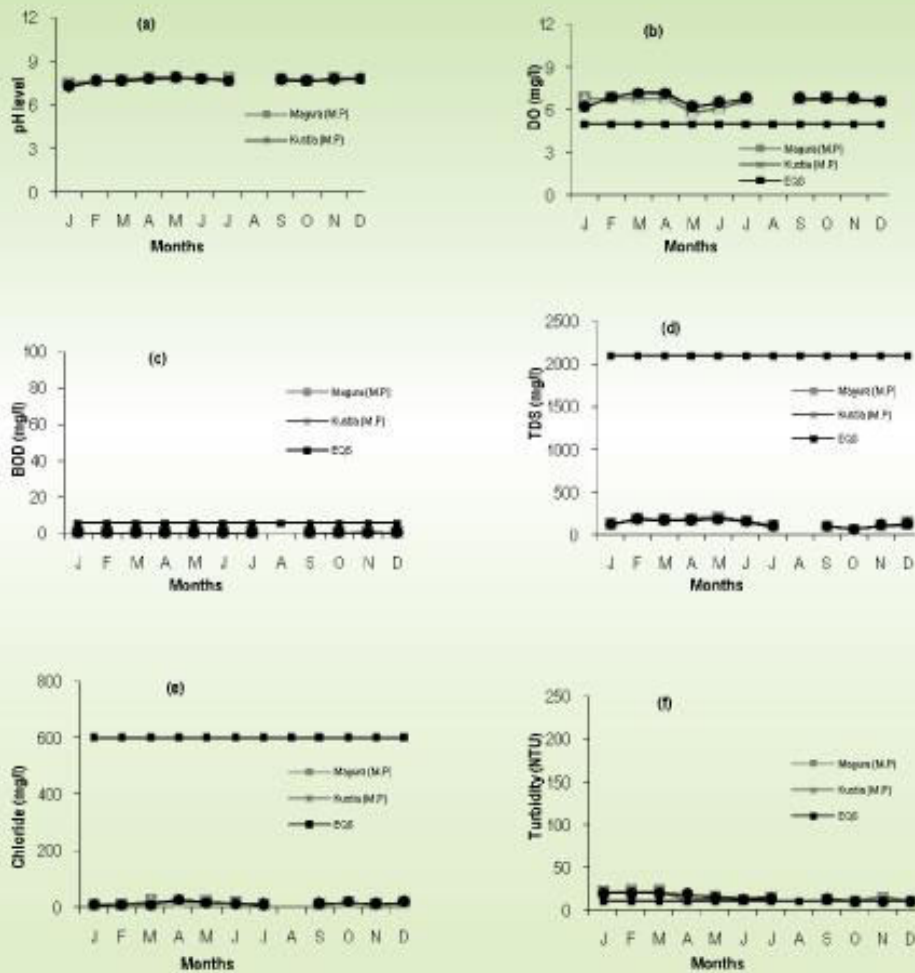 (a)
12
9
6
3
0
pH level
Magura (M.P)
Kustia (M.P)
J F M A M J J A S O N D
Months
(b)
12
9
6
3
0
DO (mg/l)
Magura (M.P)
Kustia (M.P)
EQS
J F M A M J J A S O N D
Months
(c)
100
80
60
40
20
0
BOD (mg/l)
Magura (M.P)
Kustia (M.P)
EQS
J F M A M J J A S O N D
Months
(d)
2500
2000
1500
1000
500
0
TDS (mg/l)
Magura (M.P)
Kustia (M.P)
EQS
J F M A M J J A S O N D
Months
(e)
800
600
400
200
0
Chloride (mg/l)
Magura (M.P)
Kustia (M.P)
EQS
J F M A M J J A S O N D
Months
(f)
250
200
150
100
50
0
Turbidity (NTU)
Magura (M.P)
Kustia (M.P)
EQS
J F M A M J J A S O N D
Months